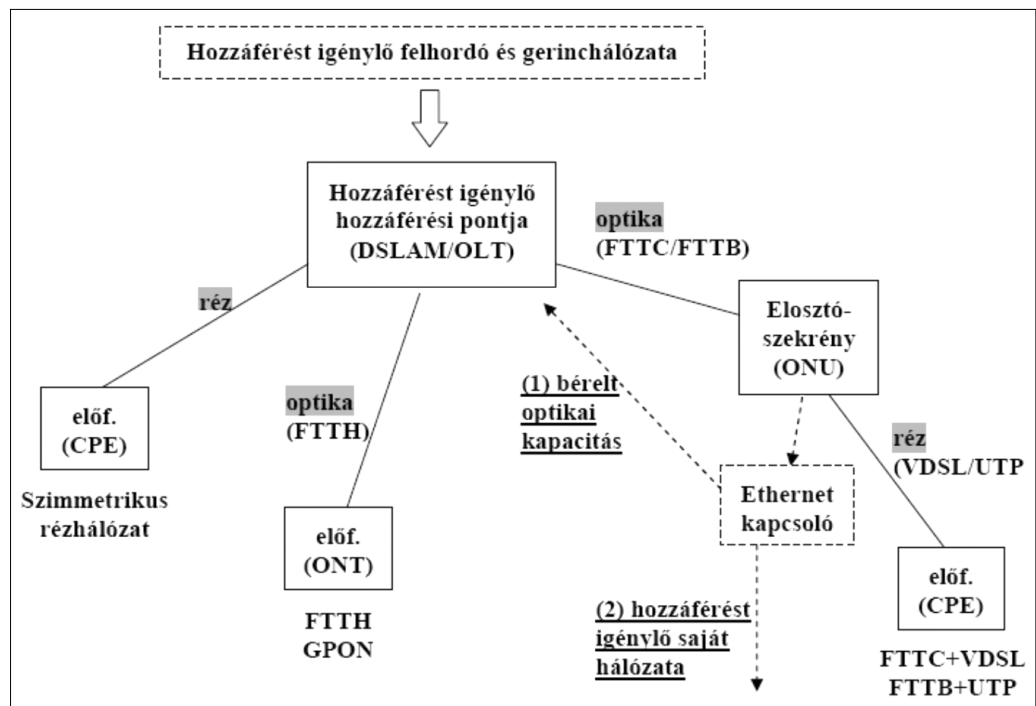 Hozzáférést igénylő felhordó és gerinchálózata
Hozzáférést igénylő
hozzáférési pontja
(DSLAM/OLT)
optika
(FTTC/FTTB)
réz
Elosztó-
szekrény
(ONU)
(1) bérelt
optikai
kapacitás
optika
(FTTH)
előf.
(CPE)
réz
(VDSL/UTP
Szimmetrikus
rézhálózat
Ethernet
kapcsoló
előf.
(ONT)
előf.
(CPE)
FTTH
GPON
(2) hozzáférést
igénylő saját
hálózata
FTTC+VDSL
FTTB+UTP